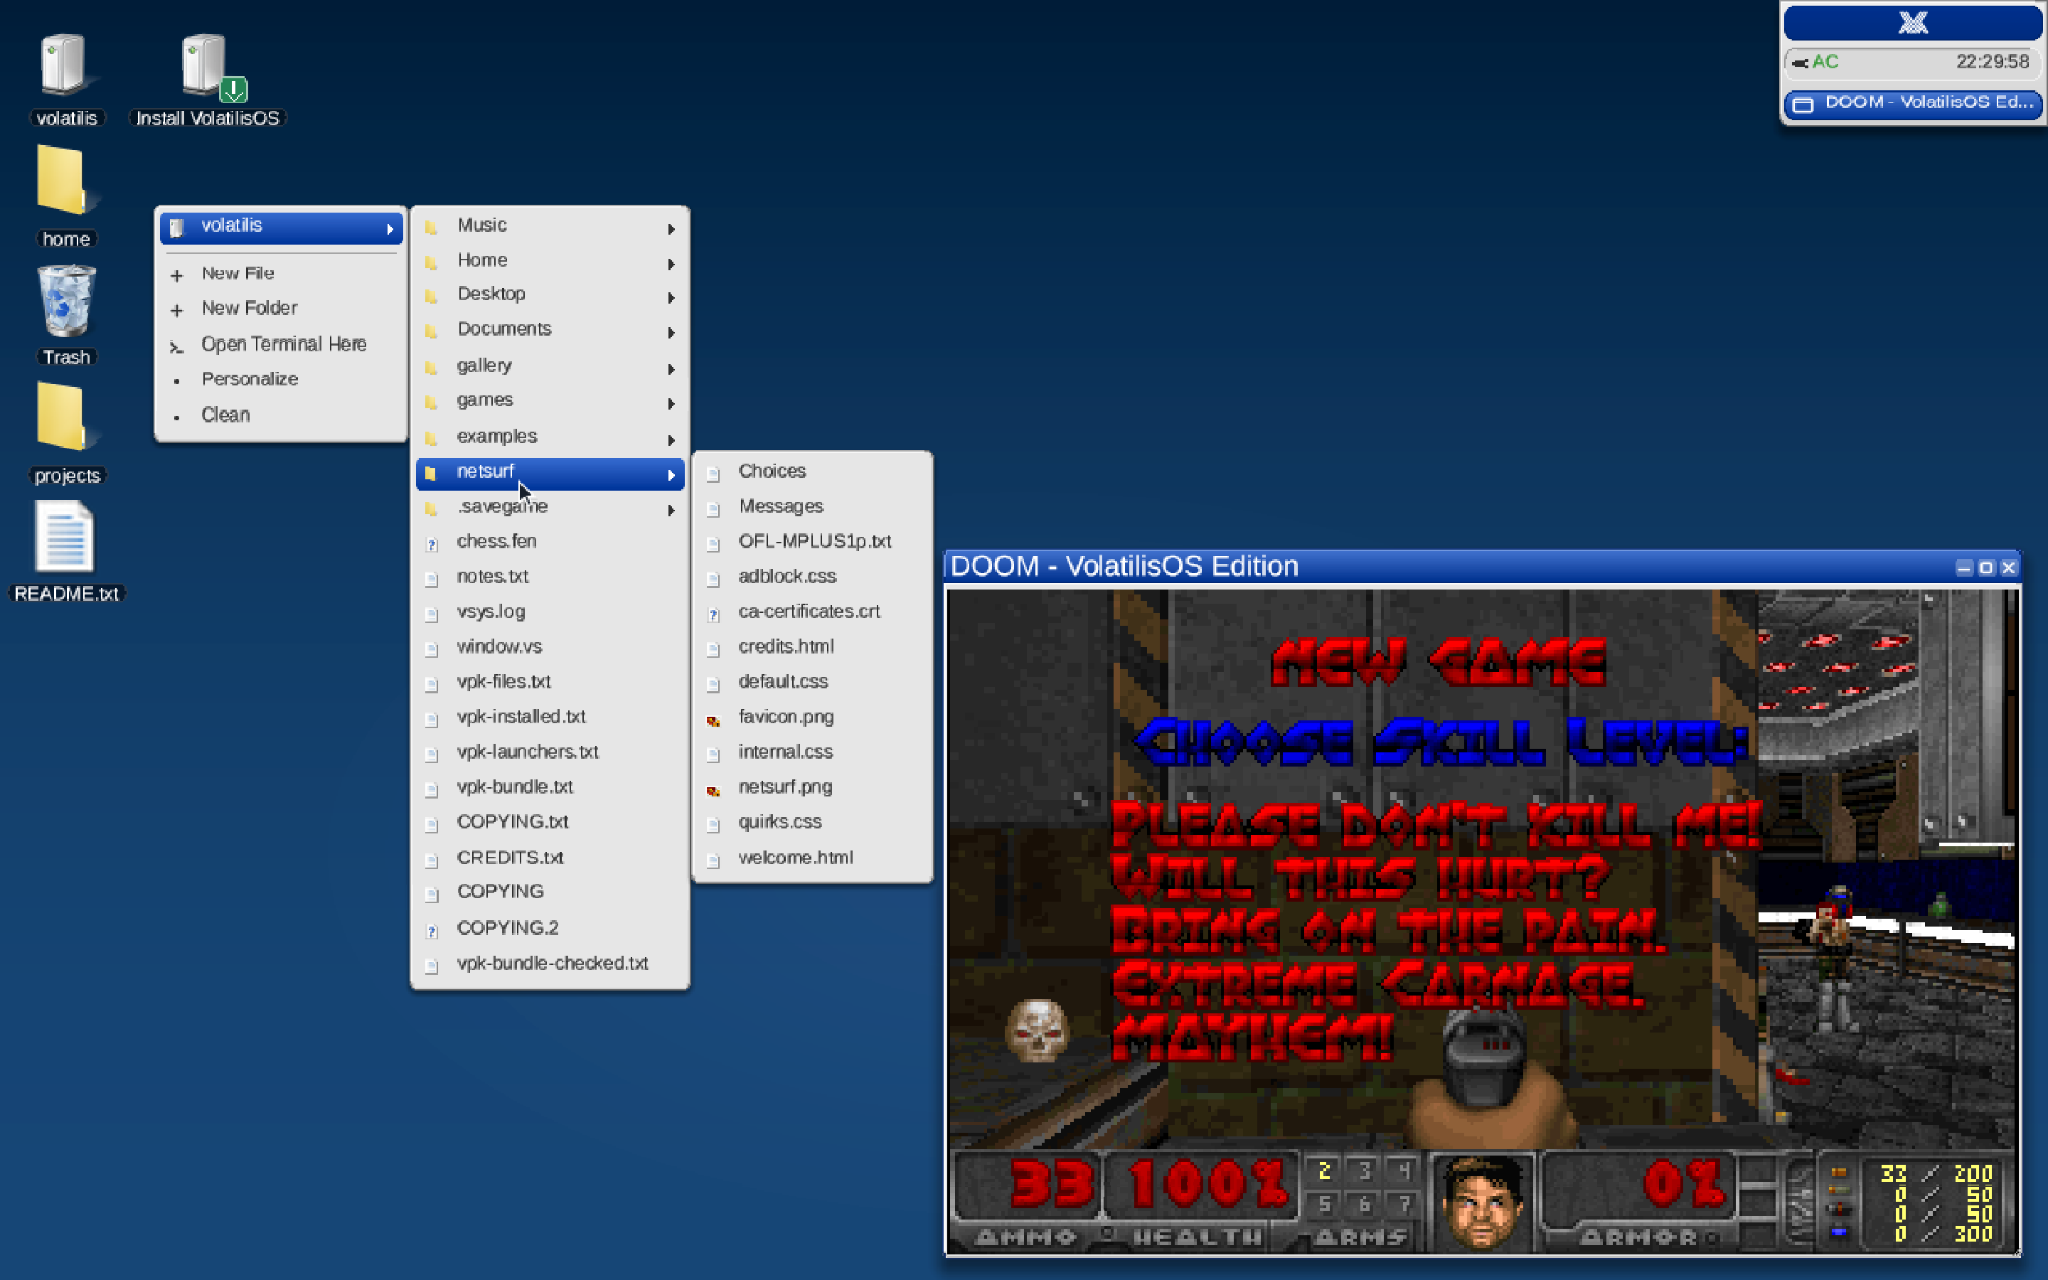 volatilis
Install VolatilisOS
home
Trash
projects
README.txt
AC 22:29:58
DOOM - VolatilisOS Ed...
volatilis
New File
New Folder
Open Terminal Here
Personalize
Clean
Music
Home
Desktop
Documents
gallery
games
examples
netsurf
.savegame
chess.fen
notes.txt
vsys.log
window.vs
vpk-files.txt
vpk-installed.txt
vpk-launchers.txt
vpk-bundle.txt
COPYING.txt
CREDITS.txt
COPYING
COPYING.2
vpk-bundle-checked.txt
Choices
Messages
OFL-MPLUS1p.txt
adblock.css
ca-certificates.crt
credits.html
default.css
favicon.png
internal.css
netsurf.png
quirks.css
welcome.html
DOOM - VolatilisOS Edition
NEW GAME
CHOOSE SKILL LEVEL:
PLEASE DON'T KILL ME!
WILL THIS HURT?
BRING ON THE PAIN.
EXTREME CARNAGE.
MAYHEM!
33 100% 2 3 4 0%
5 6 7
AMMO HEALTH ARMS ARMOR
33 / 200
0 / 50
0 / 50
0 / 300